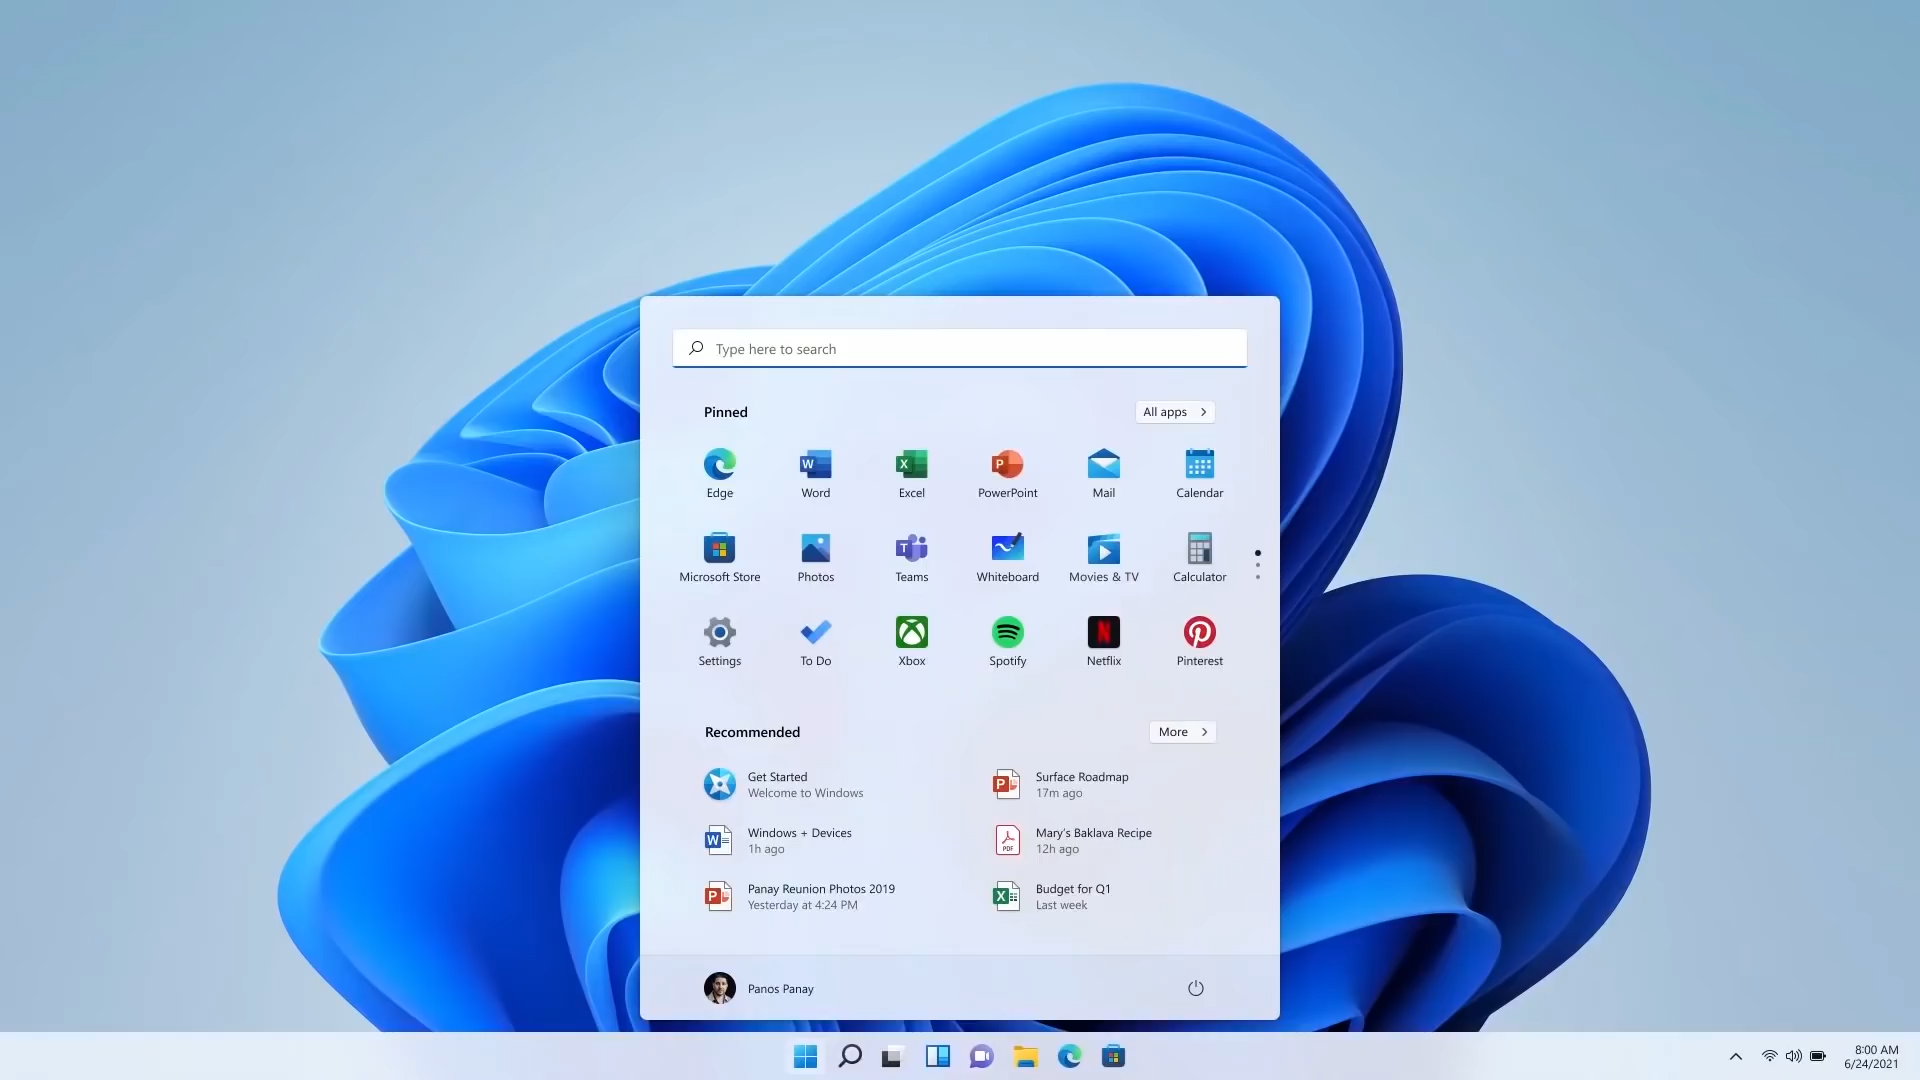 Type here to search
Pinned
All apps
Edge
Word
Excel
PowerPoint
Mail
Calendar
Microsoft Store
Photos
Teams
Whiteboard
Movies & TV
Calculator
Settings
To Do
Xbox
Spotify
Netflix
Pinterest
Recommended
More
Get Started
Welcome to Windows
Surface Roadmap
17m ago
Windows + Devices
1h ago
Mary's Baklava Recipe
12h ago
Panay Reunion Photos 2019
Yesterday at 4:24 PM
Budget for Q1
Last week
Panos Panay
8:00 AM
6/24/2021